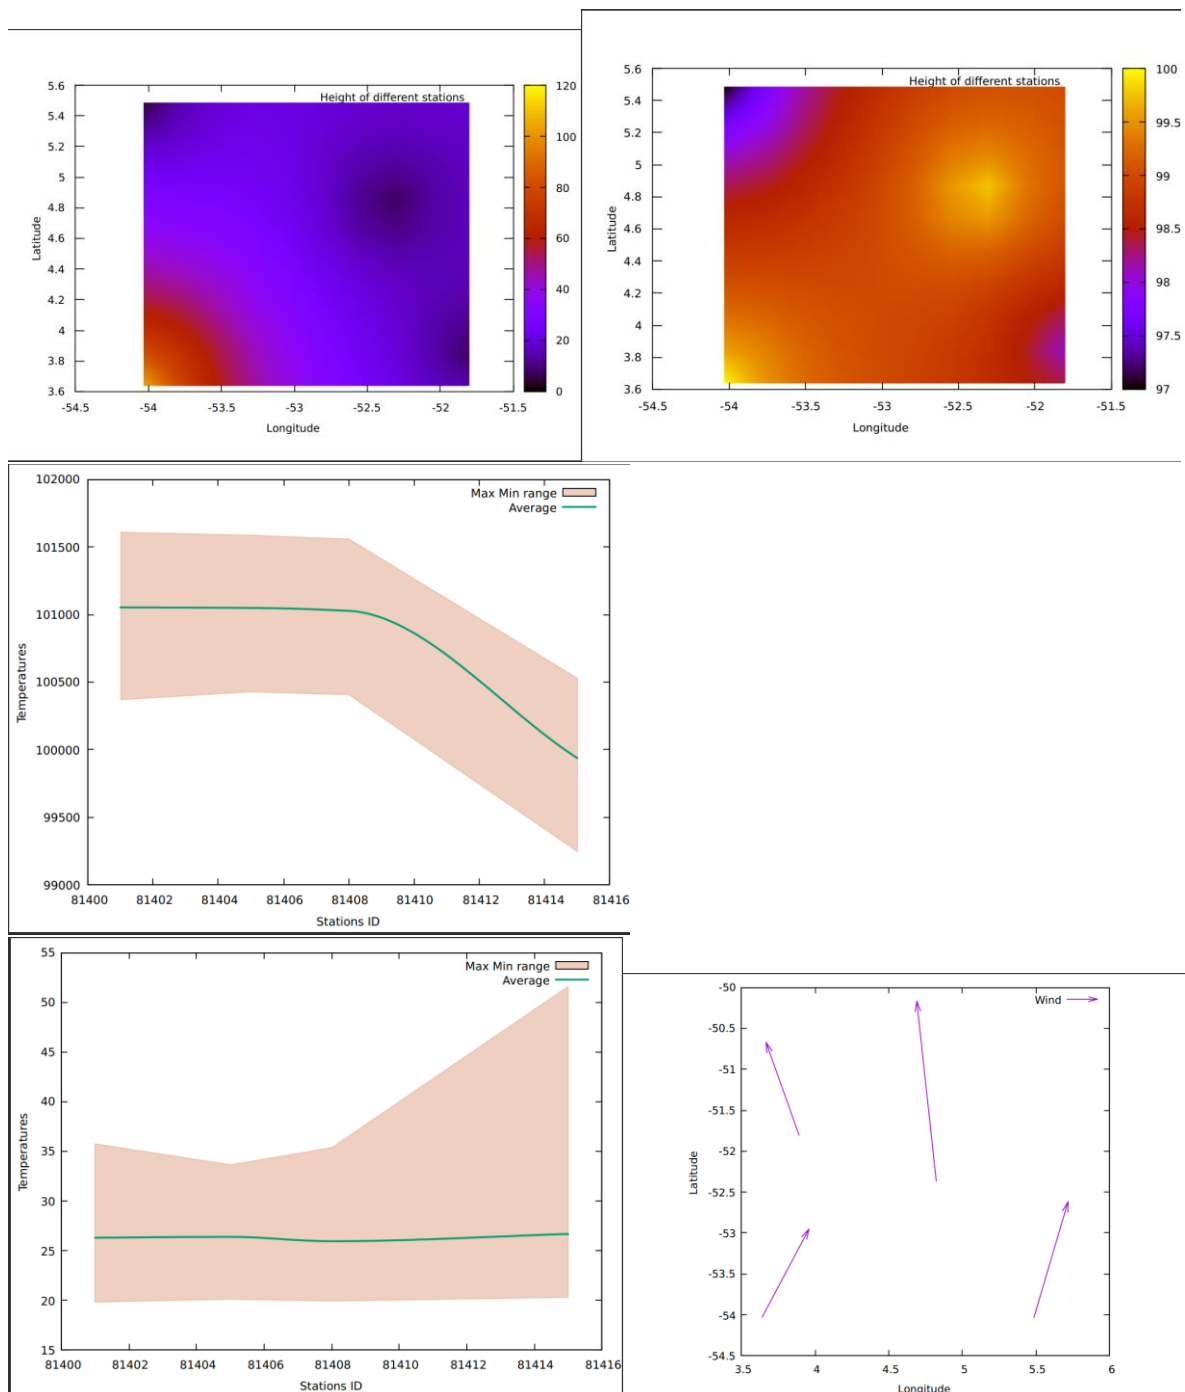 Height of different stations
5.6
5.4
5.2
5
4.8
4.6
4.4
4.2
4
3.8
3.6
Latitude
-54.5 -54 -53.5 -53 -52.5 -52 -51.5
Longitude
120
100
80
60
40
20
0
Height of different stations
5.6
5.4
5.2
5
4.8
4.6
4.4
4.2
4
3.8
3.6
Latitude
-54.5 -54 -53.5 -53 -52.5 -52 -51.5
Longitude
100
99.5
99
98.5
98
97.5
97
Max Min range
Average
102000
101500
101000
100500
100000
99500
99000
Temperatures
81400 81402 81404 81406 81408 81410 81412 81414 81416
Stations ID
Max Min range
Average
55
50
45
40
35
30
25
20
15
Temperatures
81400 81402 81404 81406 81408 81410 81412 81414 81416
Stations ID
Wind
-50
-50.5
-51
-51.5
-52
-52.5
-53
-53.5
-54
-54.5
Latitude
3.5 4 4.5 5 5.5 6
Longitude